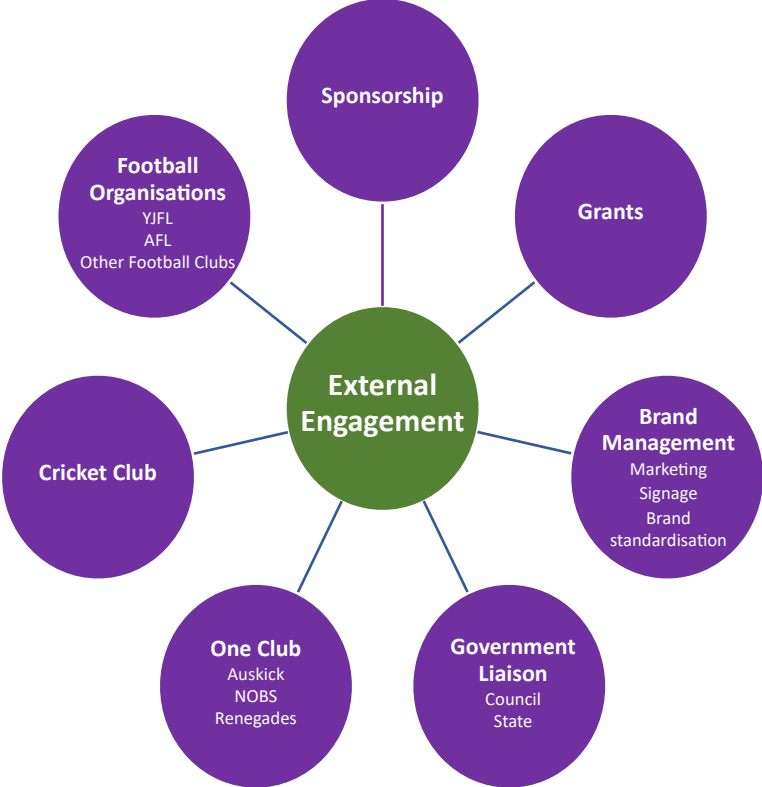 Sponsorship
Football
Organisations
YJFL
AFL
Other Football Clubs
Grants
External
Engagement
Brand
Management
Marketing
Signage
Brand
standardisation
Cricket Club
One Club
Auskick
NOBS
Renegades
Government
Liaison
Council
State